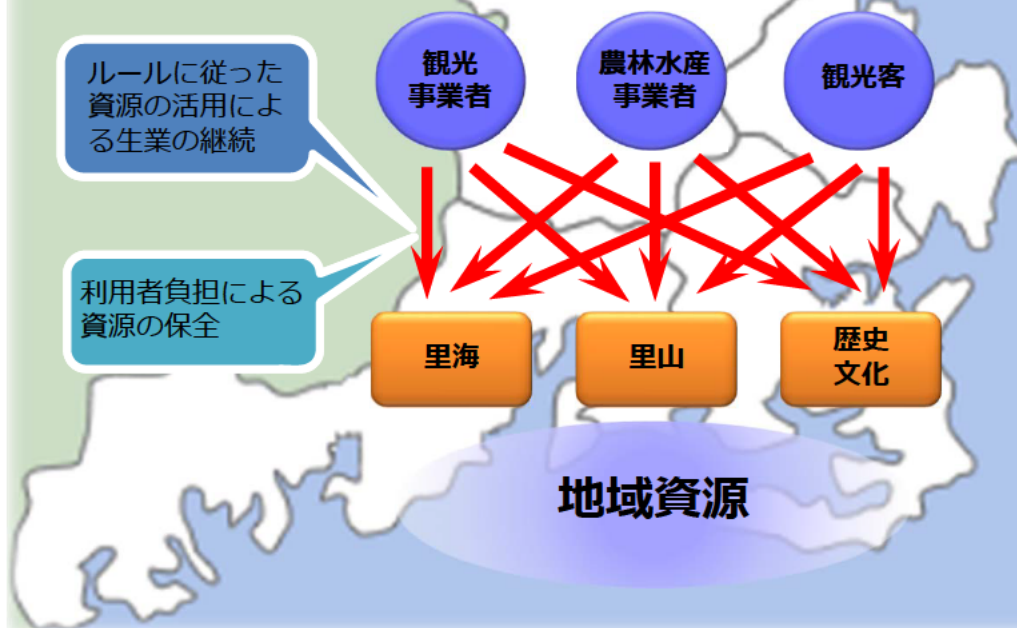 ルールに従った
資源の活用によ
る生業の継続
観光
事業者
農林水産
事業者
観光客
利用者負担による
資源の保全
里海
里山
歴史
文化
地域資源